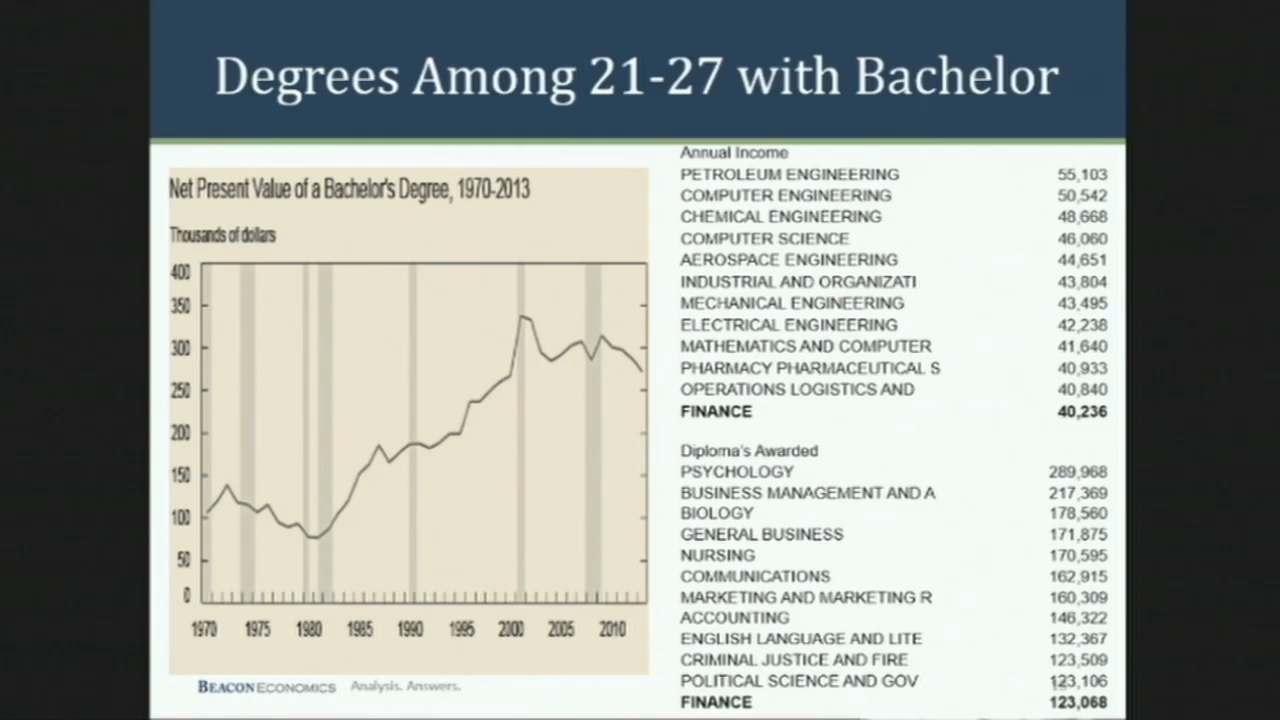 Degrees Among 21-27 with Bachelor
Net Present Value of a Bachelor's Degree, 1970-2013
Thousands of dollars
400
350
300
250
200
150
100
50
0
1970 1975 1980 1985 1990 1995 2000 2005 2010
BEACON ECONOMICS Analysis. Answers.
Annual Income
PETROLEUM ENGINEERING 55,103
COMPUTER ENGINEERING 50,542
CHEMICAL ENGINEERING 48,668
COMPUTER SCIENCE 46,060
AEROSPACE ENGINEERING 44,651
INDUSTRIAL AND ORGANIZATI 43,804
MECHANICAL ENGINEERING 43,495
ELECTRICAL ENGINEERING 42,238
MATHEMATICS AND COMPUTER 41,640
PHARMACY PHARMACEUTICAL S 40,933
OPERATIONS LOGISTICS AND 40,840
FINANCE 40,236
Diploma's Awarded
PSYCHOLOGY 289,968
BUSINESS MANAGEMENT AND A 217,369
BIOLOGY 178,560
GENERAL BUSINESS 171,875
NURSING 170,595
COMMUNICATIONS 162,915
MARKETING AND MARKETING R 160,309
ACCOUNTING 146,322
ENGLISH LANGUAGE AND LITE 132,367
CRIMINAL JUSTICE AND FIRE 123,509
POLITICAL SCIENCE AND GOV 123,106
FINANCE 123,068